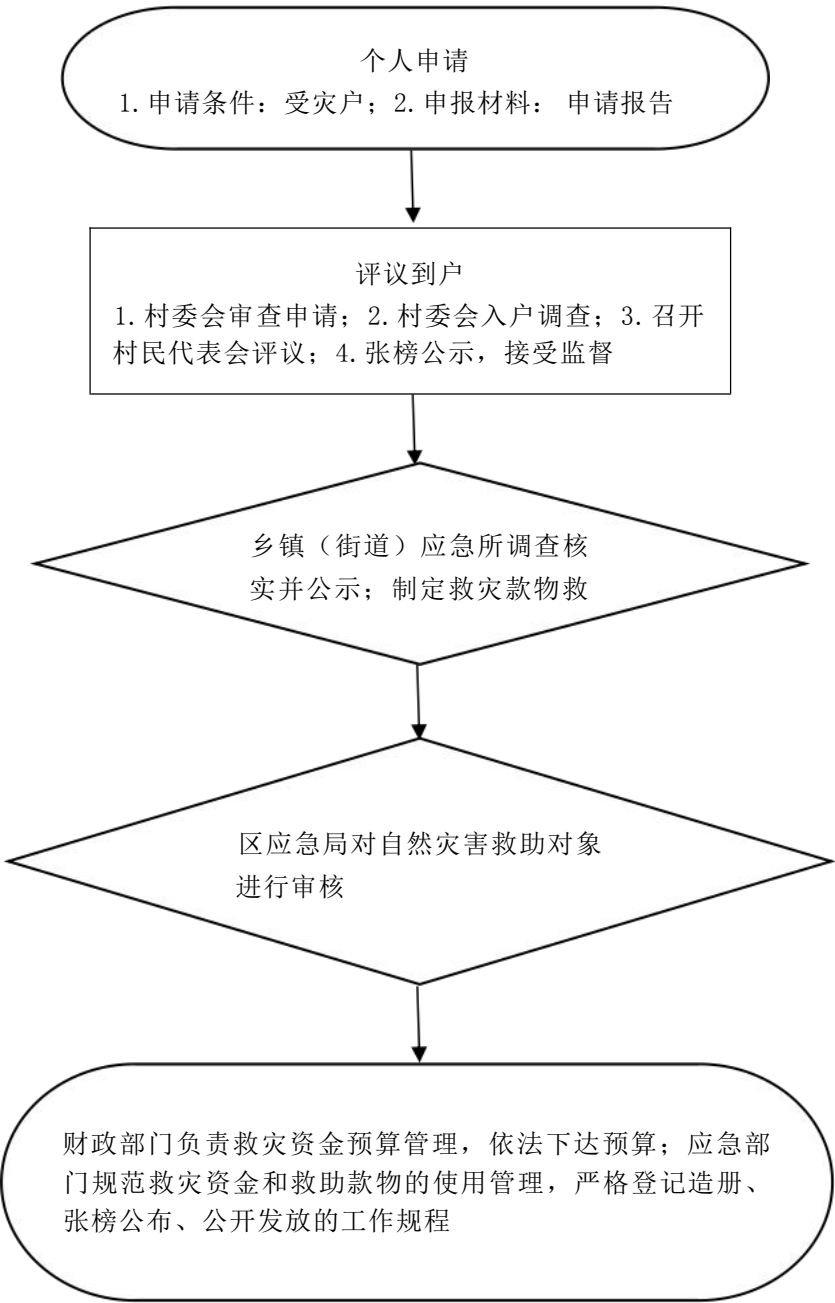 个人申请
1.申请条件：受灾户；2.申报材料： 申请报告
评议到户
1.村委会审查申请；2.村委会入户调查；3.召开
村民代表会评议；4.张榜公示，接受监督
乡镇（街道）应急所调查核
实并公示；制定救灾款物救
区应急局对自然灾害救助对象
进行审核
财政部门负责救灾资金预算管理，依法下达预算；应急部
门规范救灾资金和救助款物的使用管理，严格登记造册、
张榜公布、公开发放的工作规程